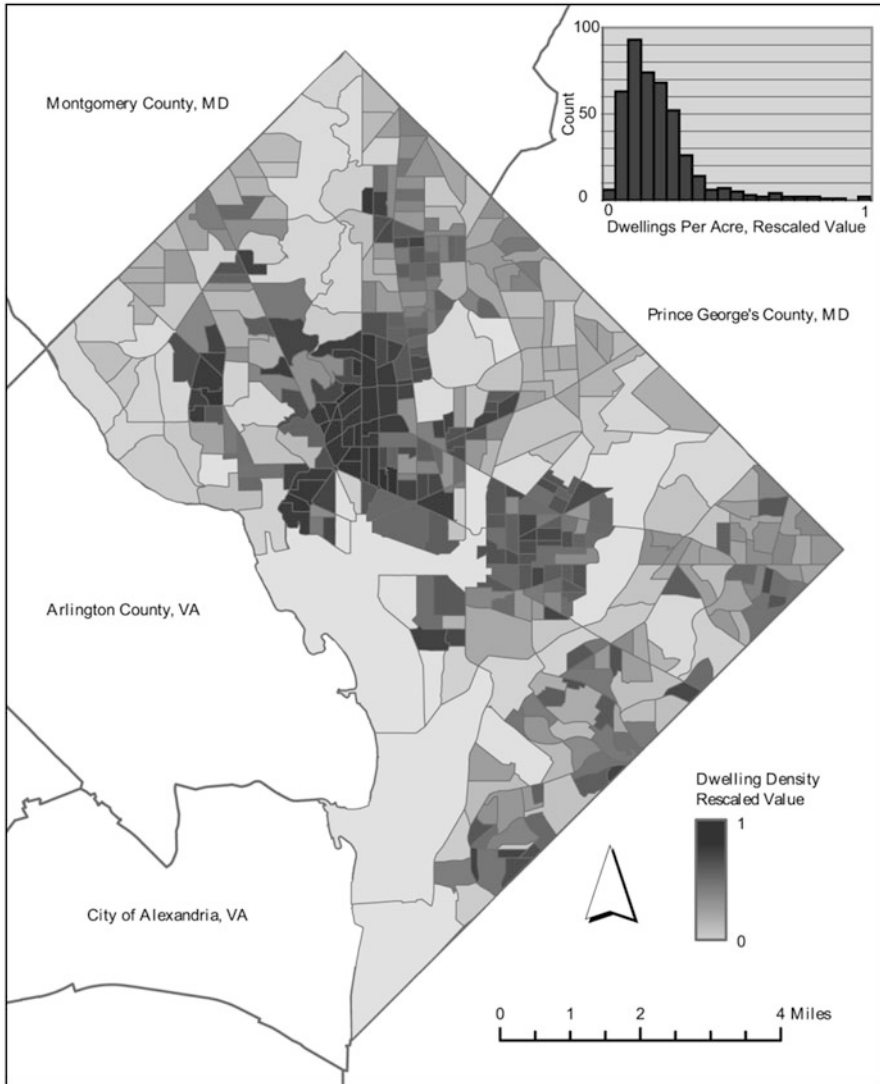 100
Montgomery County, MD
Count
50
0
0 1
Dwellings Per Acre, Rescaled Value
Prince George's County, MD
Arlington County, VA
Dwelling Density
Rescaled Value
1
City of Alexandria, VA
0
0 1 2 4 Miles